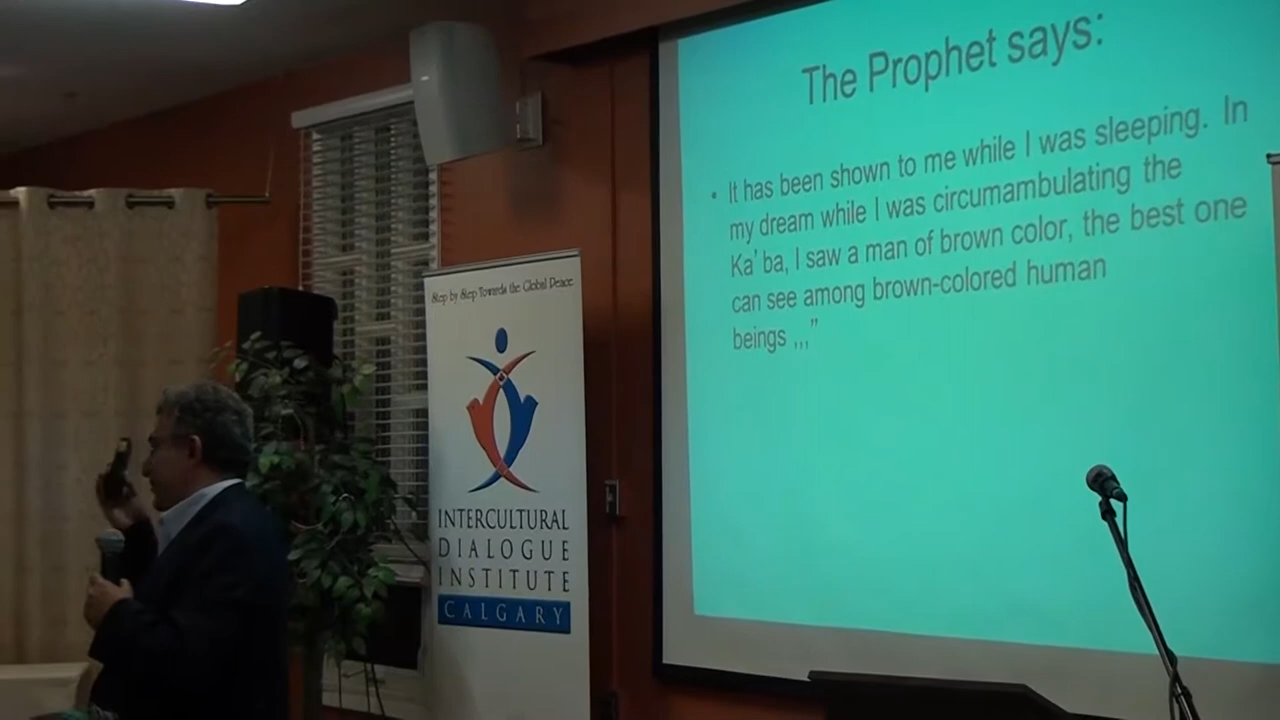 The Prophet says:
• It has been shown to me while I was sleeping. In
my dream while I was circumambulating the
Ka'ba, I saw a man of brown color, the best one
can see among brown-colored human
beings ,,,”
Step by Step Towards the Global Peace
INTERCULTURAL
DIALOGUE
INSTITUTE
CALGARY